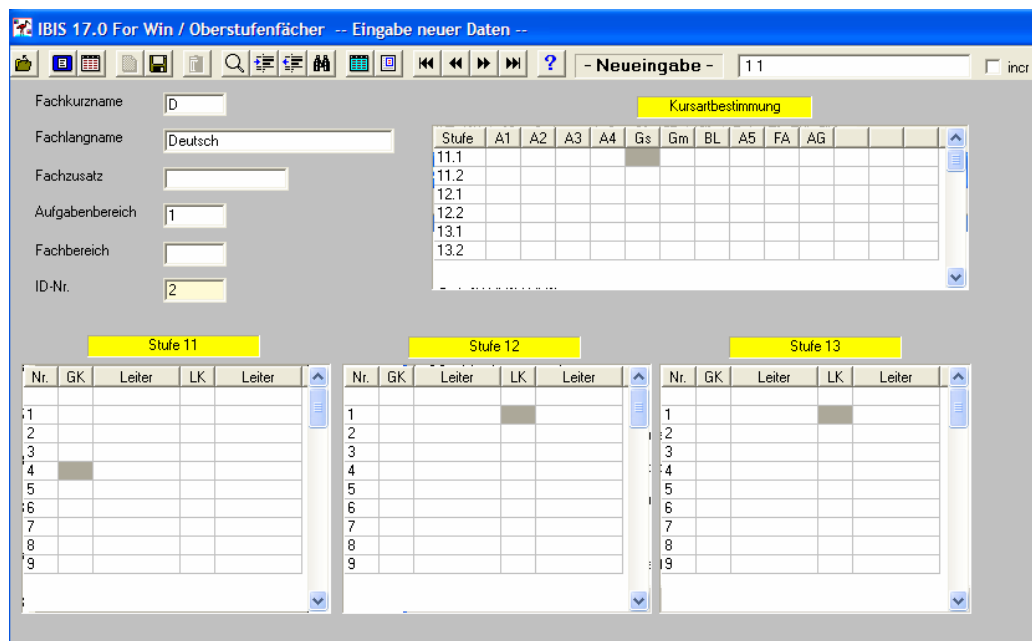 IBIS 17.0 For Win / Oberstufenfächer -- Eingabe neuer Daten --
? - Neueingabe - 11 incr
Fachkurzname D
Fachlangname Deutsch
Fachzusatz
Aufgabenbereich 1
Fachbereich
ID-Nr. 2
Kursartbestimmung
Stufe A1 A2 A3 A4 Gs Gm BL A5 FA AG
11.1
11.2
12.1
12.2
13.1
13.2
Stufe 11
Nr. GK Leiter LK Leiter
1
2
3
4
5
6
7
8
9
Stufe 12
Nr. GK Leiter LK Leiter
1
2
3
4
5
6
7
8
9
Stufe 13
Nr. GK Leiter LK Leiter
1
2
3
4
5
6
7
8
9